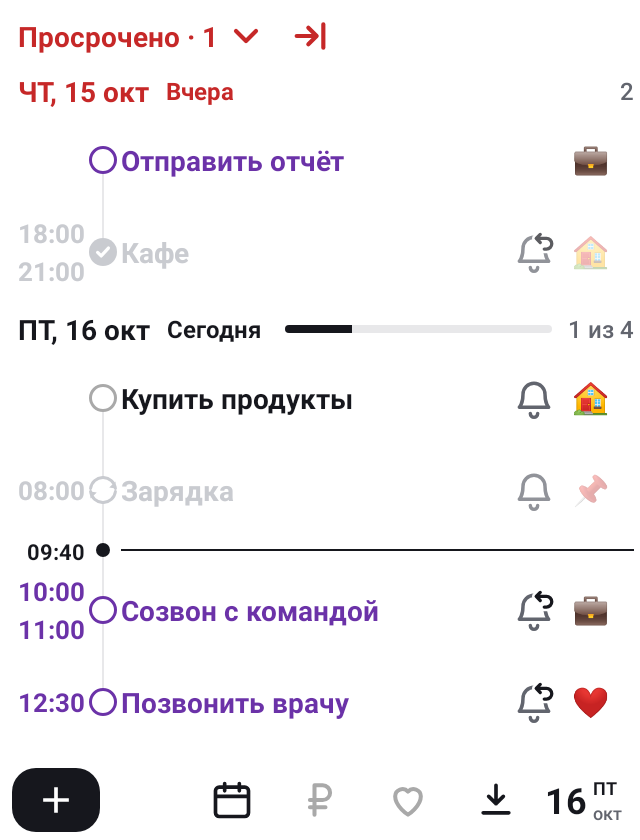 Просрочено · 1
ЧТ, 15 окт Вчера 2
Отправить отчёт
18:00
Кафе
21:00
ПТ, 16 окт Сегодня 1 из 4
Купить продукты
08:00 Зарядка
09:40
10:00
Созвон с командой
11:00
12:30 Позвонить врачу
16 ПТ
окт